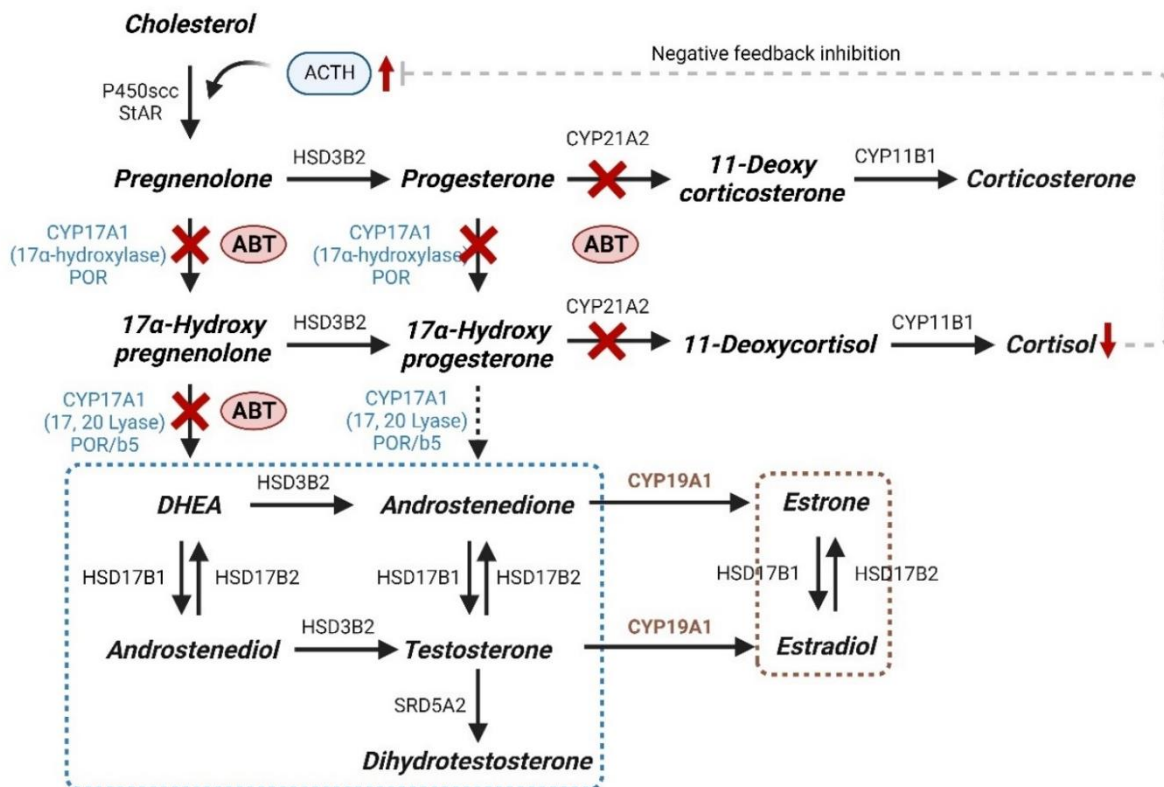 Cholesterol
ACTH
Negative feedback inhibition
P450scc
StAR
Pregnenolone
HSD3B2
Progesterone
CYP21A2
11-Deoxy
corticosterone
CYP11B1
Corticosterone
CYP17A1
(17α-hydroxylase)
POR
ABT
CYP17A1
(17α-hydroxylase)
POR
ABT
17α-Hydroxy
pregnenolone
HSD3B2
17α-Hydroxy
progesterone
CYP21A2
11-Deoxycortisol
CYP11B1
Cortisol
CYP17A1
(17, 20 Lyase)
POR/b5
ABT
CYP17A1
(17, 20 Lyase)
POR/b5
DHEA
HSD3B2
Androstenedione
CYP19A1
Estrone
HSD17B1
HSD17B2
HSD17B1
HSD17B2
HSD17B1
HSD17B2
Androstenediol
HSD3B2
Testosterone
CYP19A1
Estradiol
SRD5A2
Dihydrotestosterone